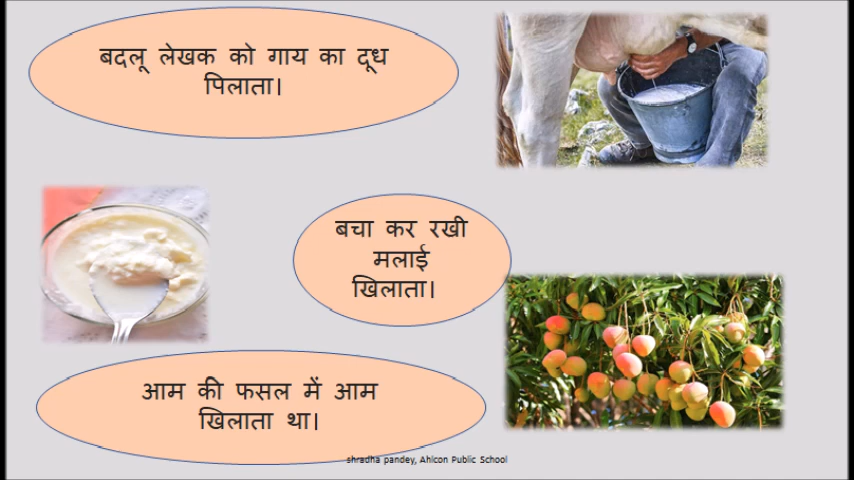 बदलू लेखक को गाय का दूध
पिलाता।
बचा कर रखी
मलाई
खिलाता।
आम की फसल में आम
खिलाता था।
shradha pandey, Ahlcon Public School